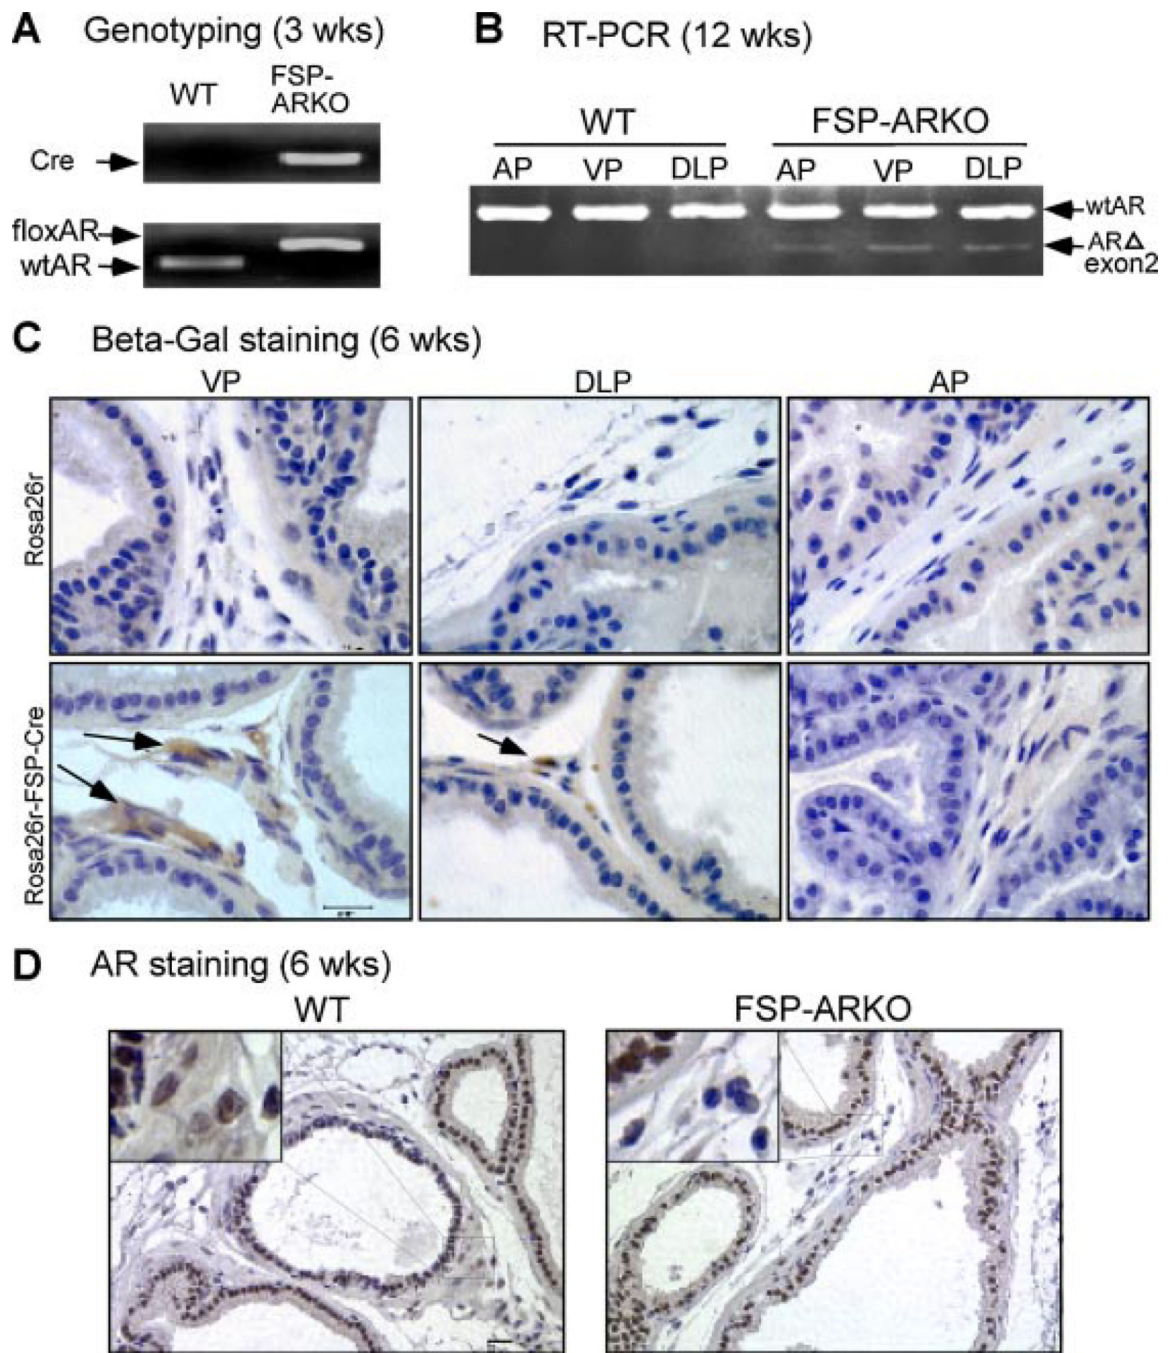 A Genotyping (3 wks)
WT
FSP-
ARKO
Cre
floxAR
wtAR
B RT-PCR (12 wks)
WT FSP-ARKO
AP VP DLP AP VP DLP
wtAR
ARΔ
exon2
C Beta-Gal staining (6 wks)
VP DLP AP
Rosa26r
Rosa26r-FSP-Cre
D AR staining (6 wks)
WT FSP-ARKO